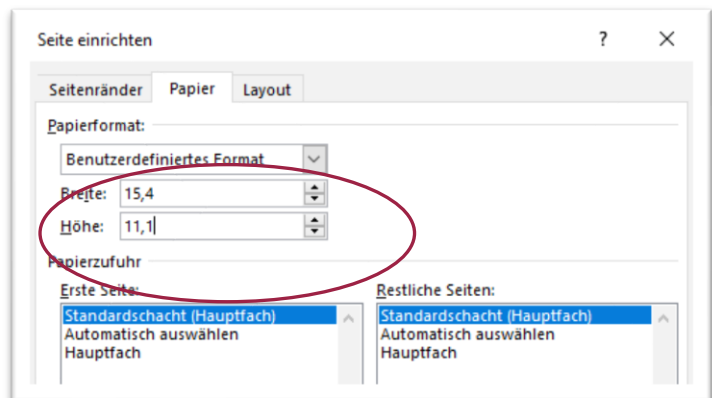 Seite einrichten ?
Seitenränder Papier Layout
Papierformat:
Benutzerdefiniertes Format
Breite: 15,4
Höhe: 11,1
Papierzufuhr
Erste Seite: Restliche Seiten:
Standardschacht (Hauptfach) Standardschacht (Hauptfach)
Automatisch auswählen Automatisch auswählen
Hauptfach Hauptfach